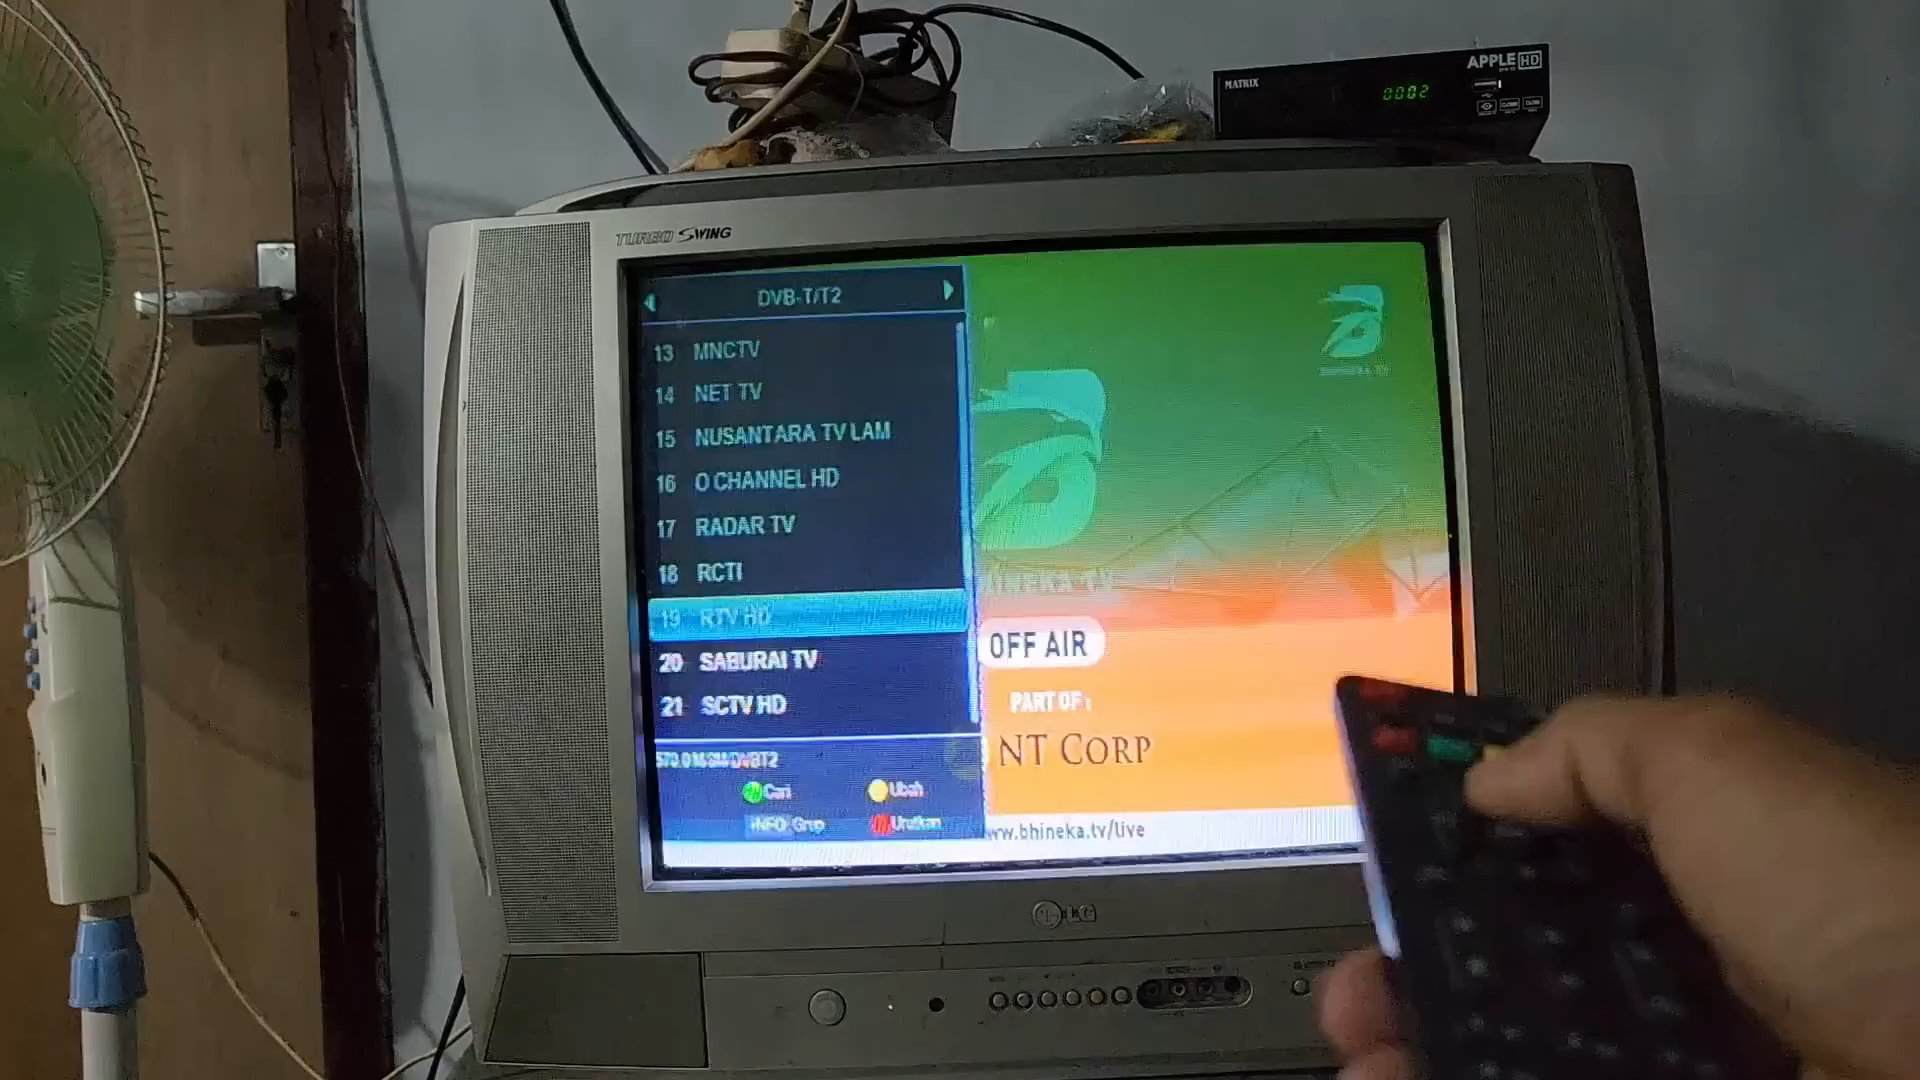 APPLE HD
MATRIX
0002
TURBO SWING
DVB-T/T2
13 MNCTV
14 NET TV
15 NUSANTARA TV LAM
16 O CHANNEL HD
17 RADAR TV
18 RCTI
19 RTV HD
20 SABURAI TV
21 SCTV HD
Cari
Ubah
INFO Grup
Urutkan
OFF AIR
PART OF :
NT CORP
www.bhineka.tv/live
LG